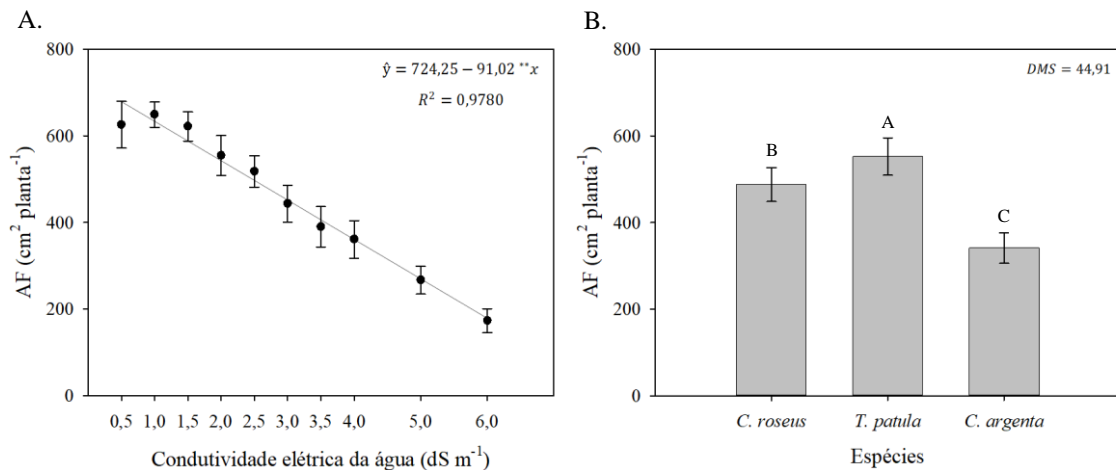 A.
800
600
400
200
0
AF (cm² planta⁻¹)
ŷ = 724,25 − 91,02 **x
R² = 0,9780
0,5 1,0 1,5 2,0 2,5 3,0 3,5 4,0 5,0 6,0
Condutividade elétrica da água (dS m⁻¹)
B.
800
600
400
200
0
AF (cm² planta⁻¹)
DMS = 44,91
B
A
C
C. roseus T. patula C. argenta
Espécies